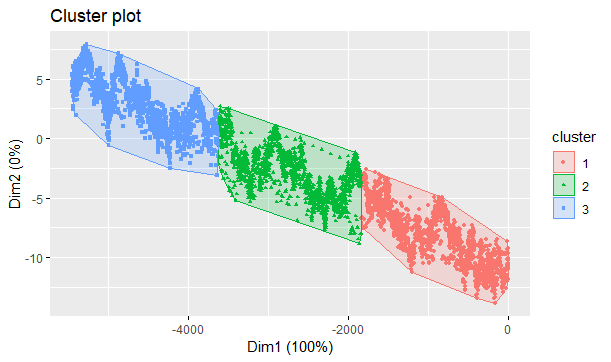 Cluster plot
5
0
-5
-10
Dim2 (0%)
-4000
-2000
0
Dim1 (100%)
cluster
1
2
3